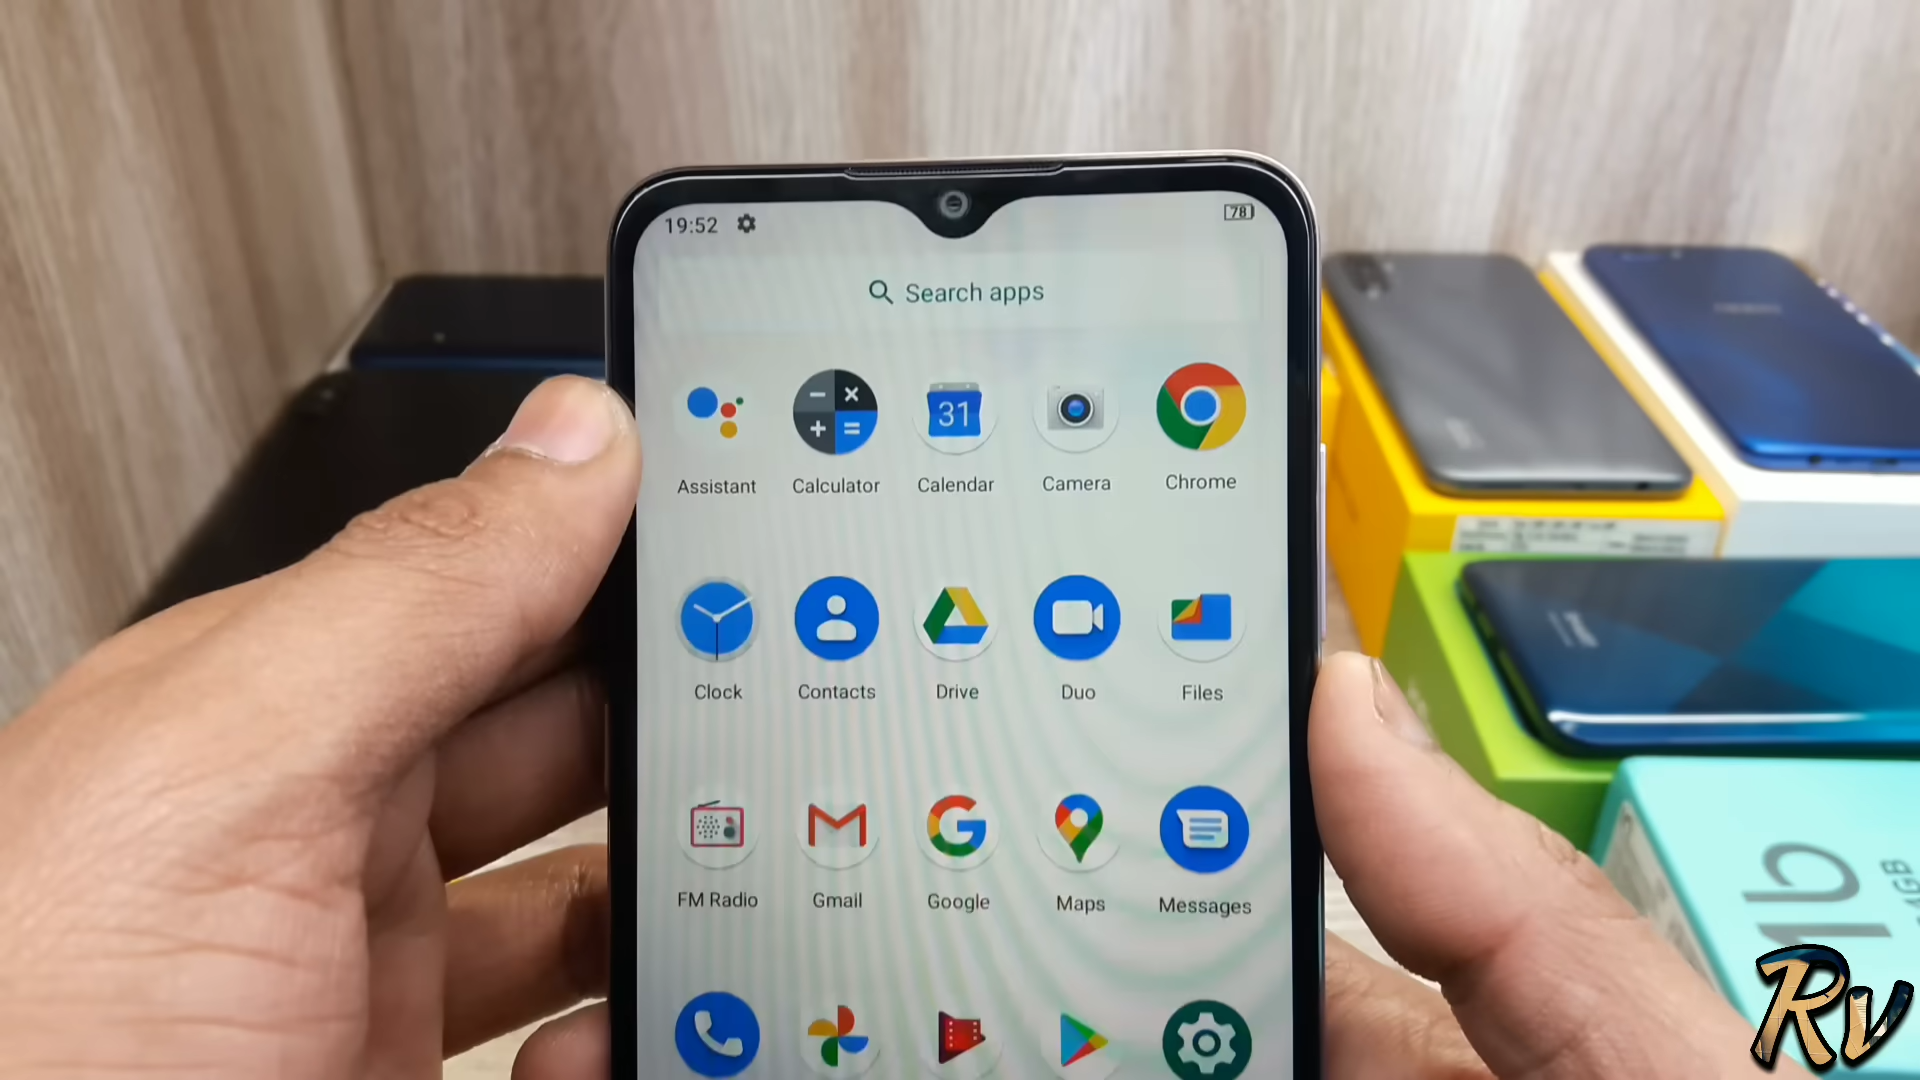 19:52
78
Search apps
31
Assistant
Calculator
Calendar
Camera
Chrome
Clock
Contacts
Drive
Duo
Files
FM Radio
Gmail
Google
Maps
Messages
Rv